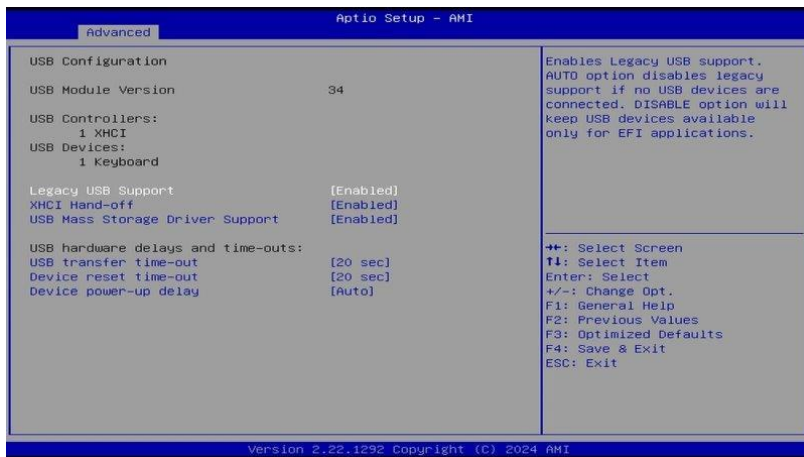 Aptio Setup - AMI
Advanced
USB Configuration
USB Module Version 34
USB Controllers:
1 XHCI
USB Devices:
1 Keyboard
Legacy USB Support [Enabled]
XHCI Hand-off [Enabled]
USB Mass Storage Driver Support [Enabled]
USB hardware delays and time-outs:
USB transfer time-out [20 sec]
Device reset time-out [20 sec]
Device power-up delay [Auto]
Enables Legacy USB support.
AUTO option disables legacy
support if no USB devices are
connected. DISABLE option will
keep USB devices available
only for EFI applications.
→←: Select Screen
↑↓: Select Item
Enter: Select
+/-: Change Opt.
F1: General Help
F2: Previous Values
F3: Optimized Defaults
F4: Save & Exit
ESC: Exit
Version 2.22.1292 Copyright (C) 2024 AMI